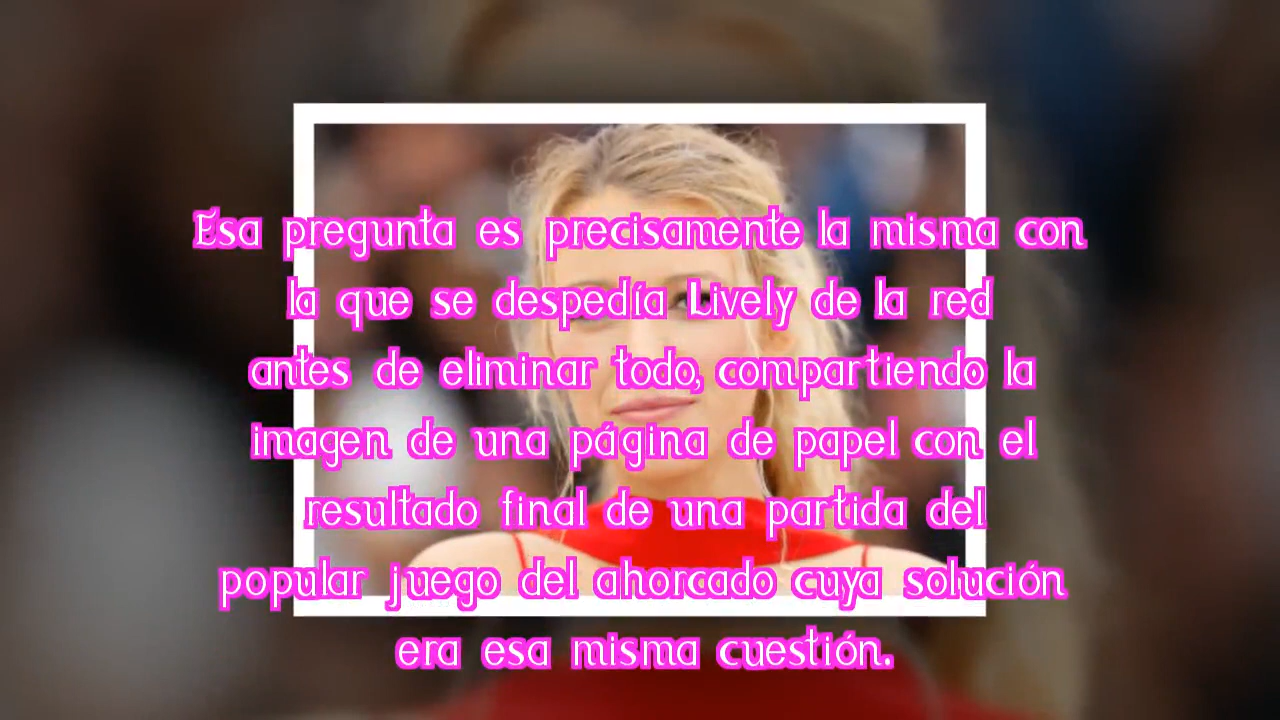 Esa pregunta es precisamente la misma con
la que se despedía Lively de la red
antes de eliminar todo, compartiendo la
imagen de una página de papel con el
resultado final de una partida del
popular juego del ahorcado cuya solución
era esa misma cuestión.